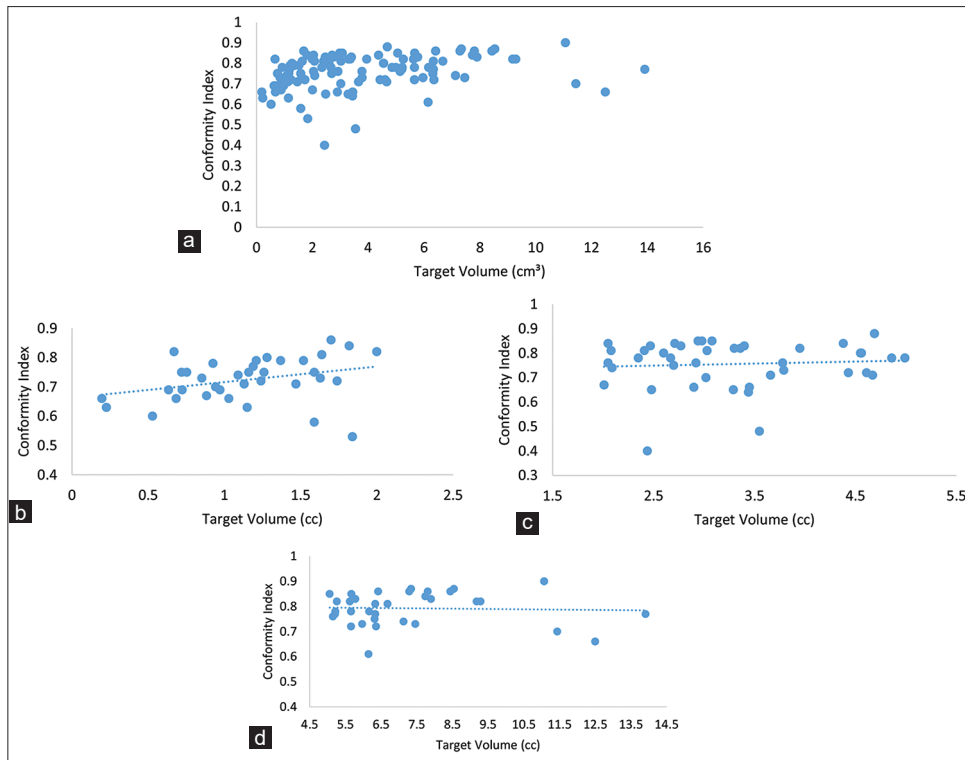 1
0.9
0.8
0.7
0.6
0.5
0.4
0.3
0.2
0.1
0
Conformity Index
0 2 4 6 8 10 12 14 16
Target Volume (cm³)
a
0.9
0.8
0.7
0.6
0.5
0.4
Conformity Index
0 0.5 1 1.5 2 2.5
Target Volume (cc)
b
1
0.9
0.8
0.7
0.6
0.5
0.4
0.3
Conformity Index
1.5 2.5 3.5 4.5 5.5
Target Volume (cc)
c
1
0.9
0.8
0.7
0.6
0.5
0.4
Conformity Index
4.5 5.5 6.5 7.5 8.5 9.5 10.5 11.5 12.5 13.5 14.5
Target Volume (cc)
d